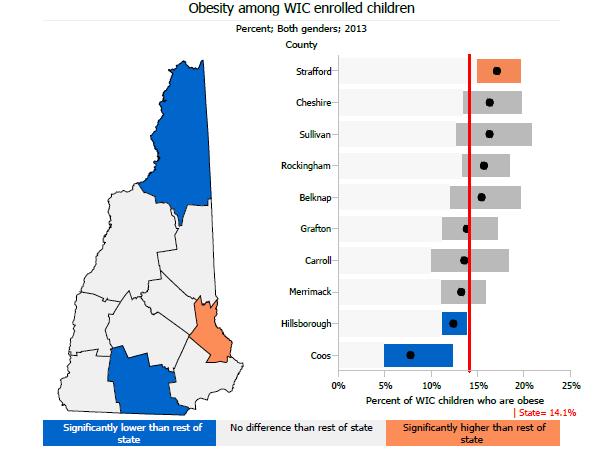 Obesity among WIC enrolled children
Percent; Both genders; 2013
County
Strafford
Cheshire
Sullivan
Rockingham
Belknap
Grafton
Carroll
Merrimack
Hillsborough
Coos
0% 5% 10% 15% 20% 25%
Percent of WIC children who are obese
| State= 14.1%
Significantly lower than rest of
state
No difference than rest of state
Significantly higher than rest of
state